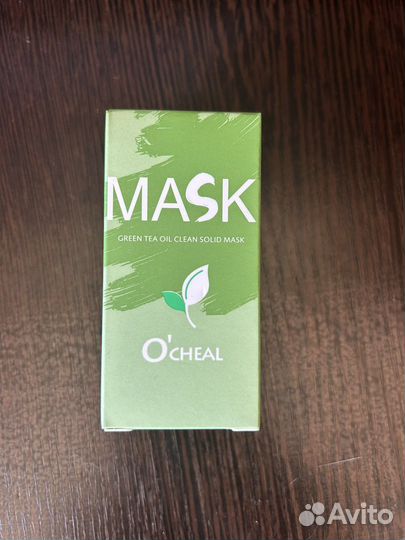 MASK
GREEN TEA OIL CLEAN SOLID MASK
O'CHEAL
Avito